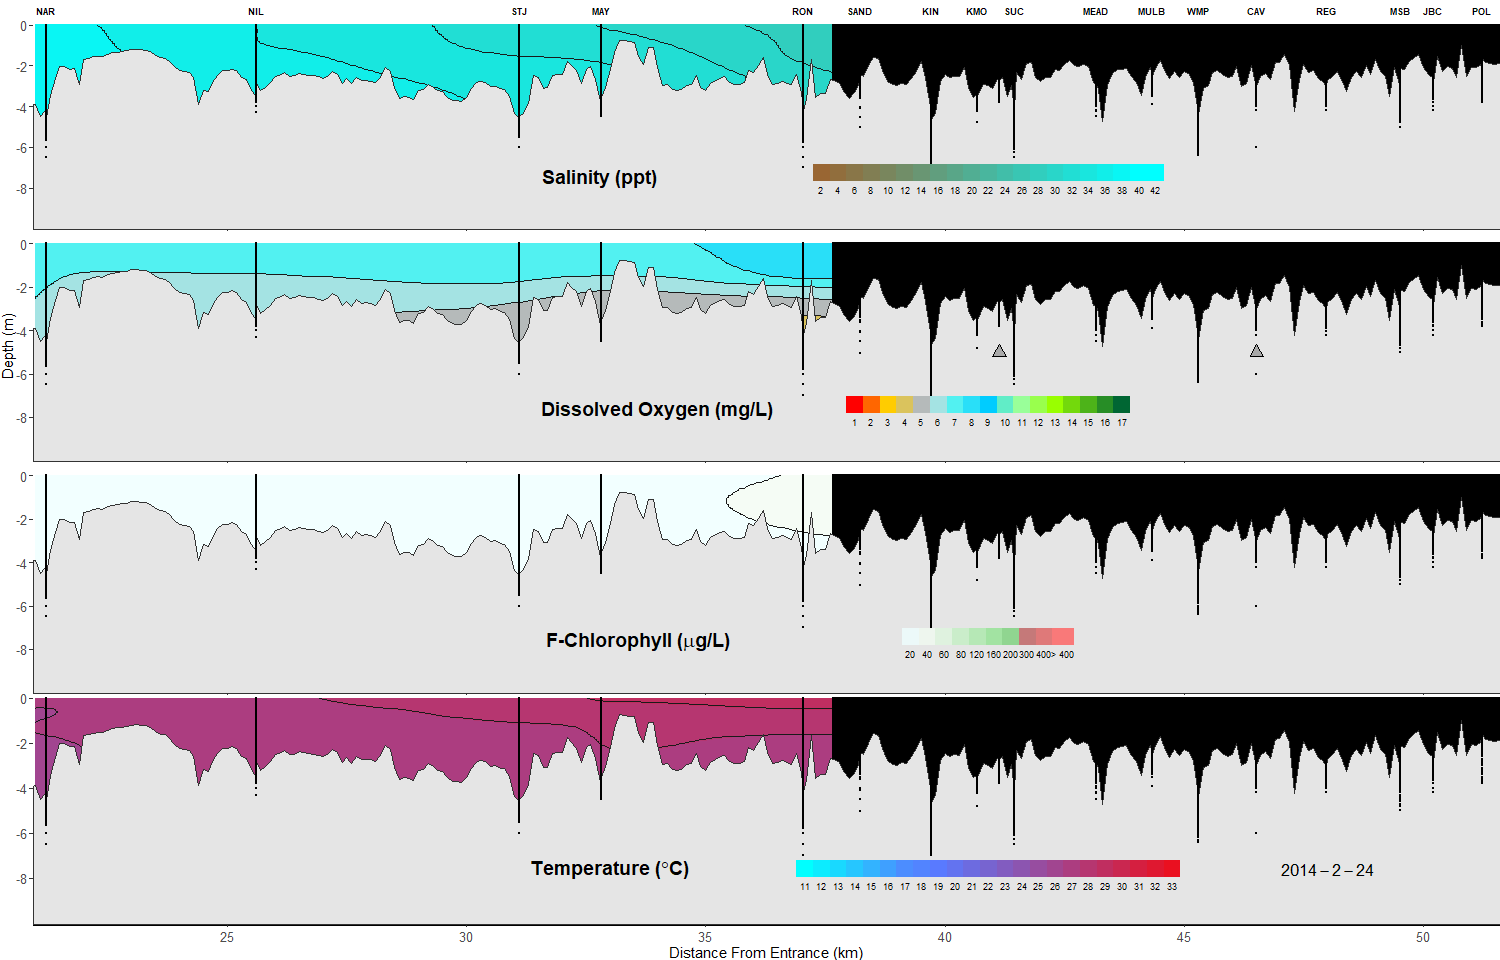 NAR NIL STJ MAY RON SAND KIN KMO SUC MEAD MULB WMP CAV REG MSB JBC POL
0
-2
-4
-6
-8
Salinity (ppt)
2 4 6 8 10 12 14 16 18 20 22 24 26 28 30 32 34 36 38 40 42
0
-2
-4
-6
-8
Depth (m)
Dissolved Oxygen (mg/L)
1 2 3 4 5 6 7 8 9 10 11 12 13 14 15 16 17
0
-2
-4
-6
-8
F-Chlorophyll (μg/L)
20 40 60 80 120 160 200 300 400> 400
0
-2
-4
-6
-8
Temperature (°C)
11 12 13 14 15 16 17 18 19 20 21 22 23 24 25 26 27 28 29 30 31 32 33
2014 – 2 – 24
25 30 35 40 45 50
Distance From Entrance (km)